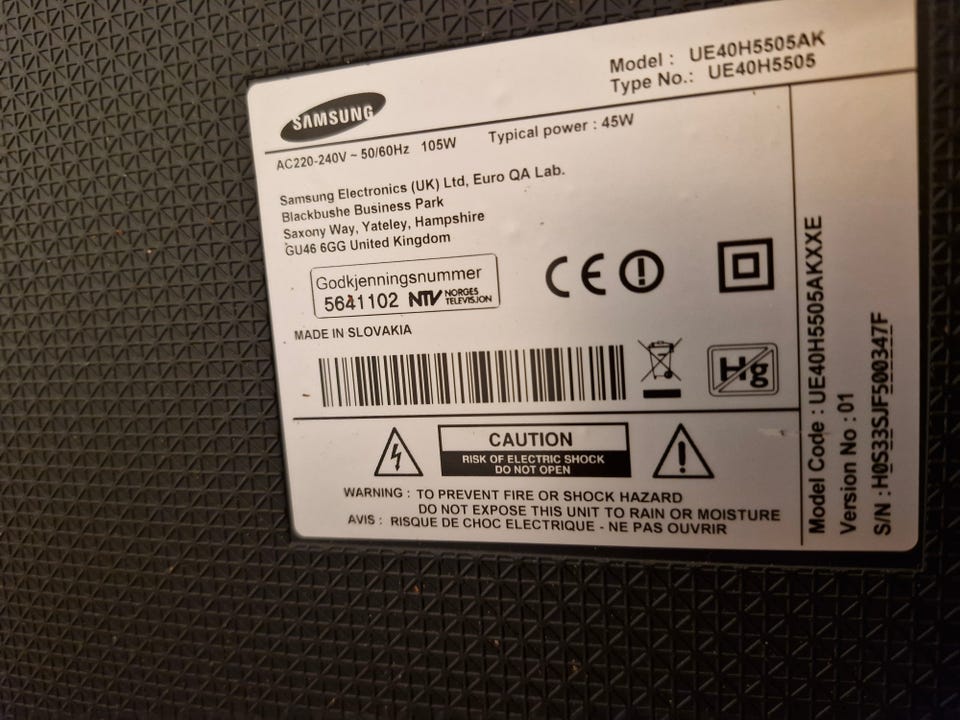 SAMSUNG
Model : UE40H5505AK
Type No.: UE40H5505
AC220-240V ~ 50/60Hz 105W Typical power : 45W
Samsung Electronics (UK) Ltd, Euro QA Lab.
Blackbushe Business Park
Saxony Way, Yateley, Hampshire
GU46 6GG United Kingdom
Godkjenningsnummer
5641102 NTV NORGES
TELEVISJON
CE
MADE IN SLOVAKIA
Hg
CAUTION
RISK OF ELECTRIC SHOCK
DO NOT OPEN
WARNING : TO PREVENT FIRE OR SHOCK HAZARD
DO NOT EXPOSE THIS UNIT TO RAIN OR MOISTURE
AVIS : RISQUE DE CHOC ELECTRIQUE - NE PAS OUVRIR
Model Code : UE40H5505AKXXE
Version No : 01
S/N : H0S33SJF500347F